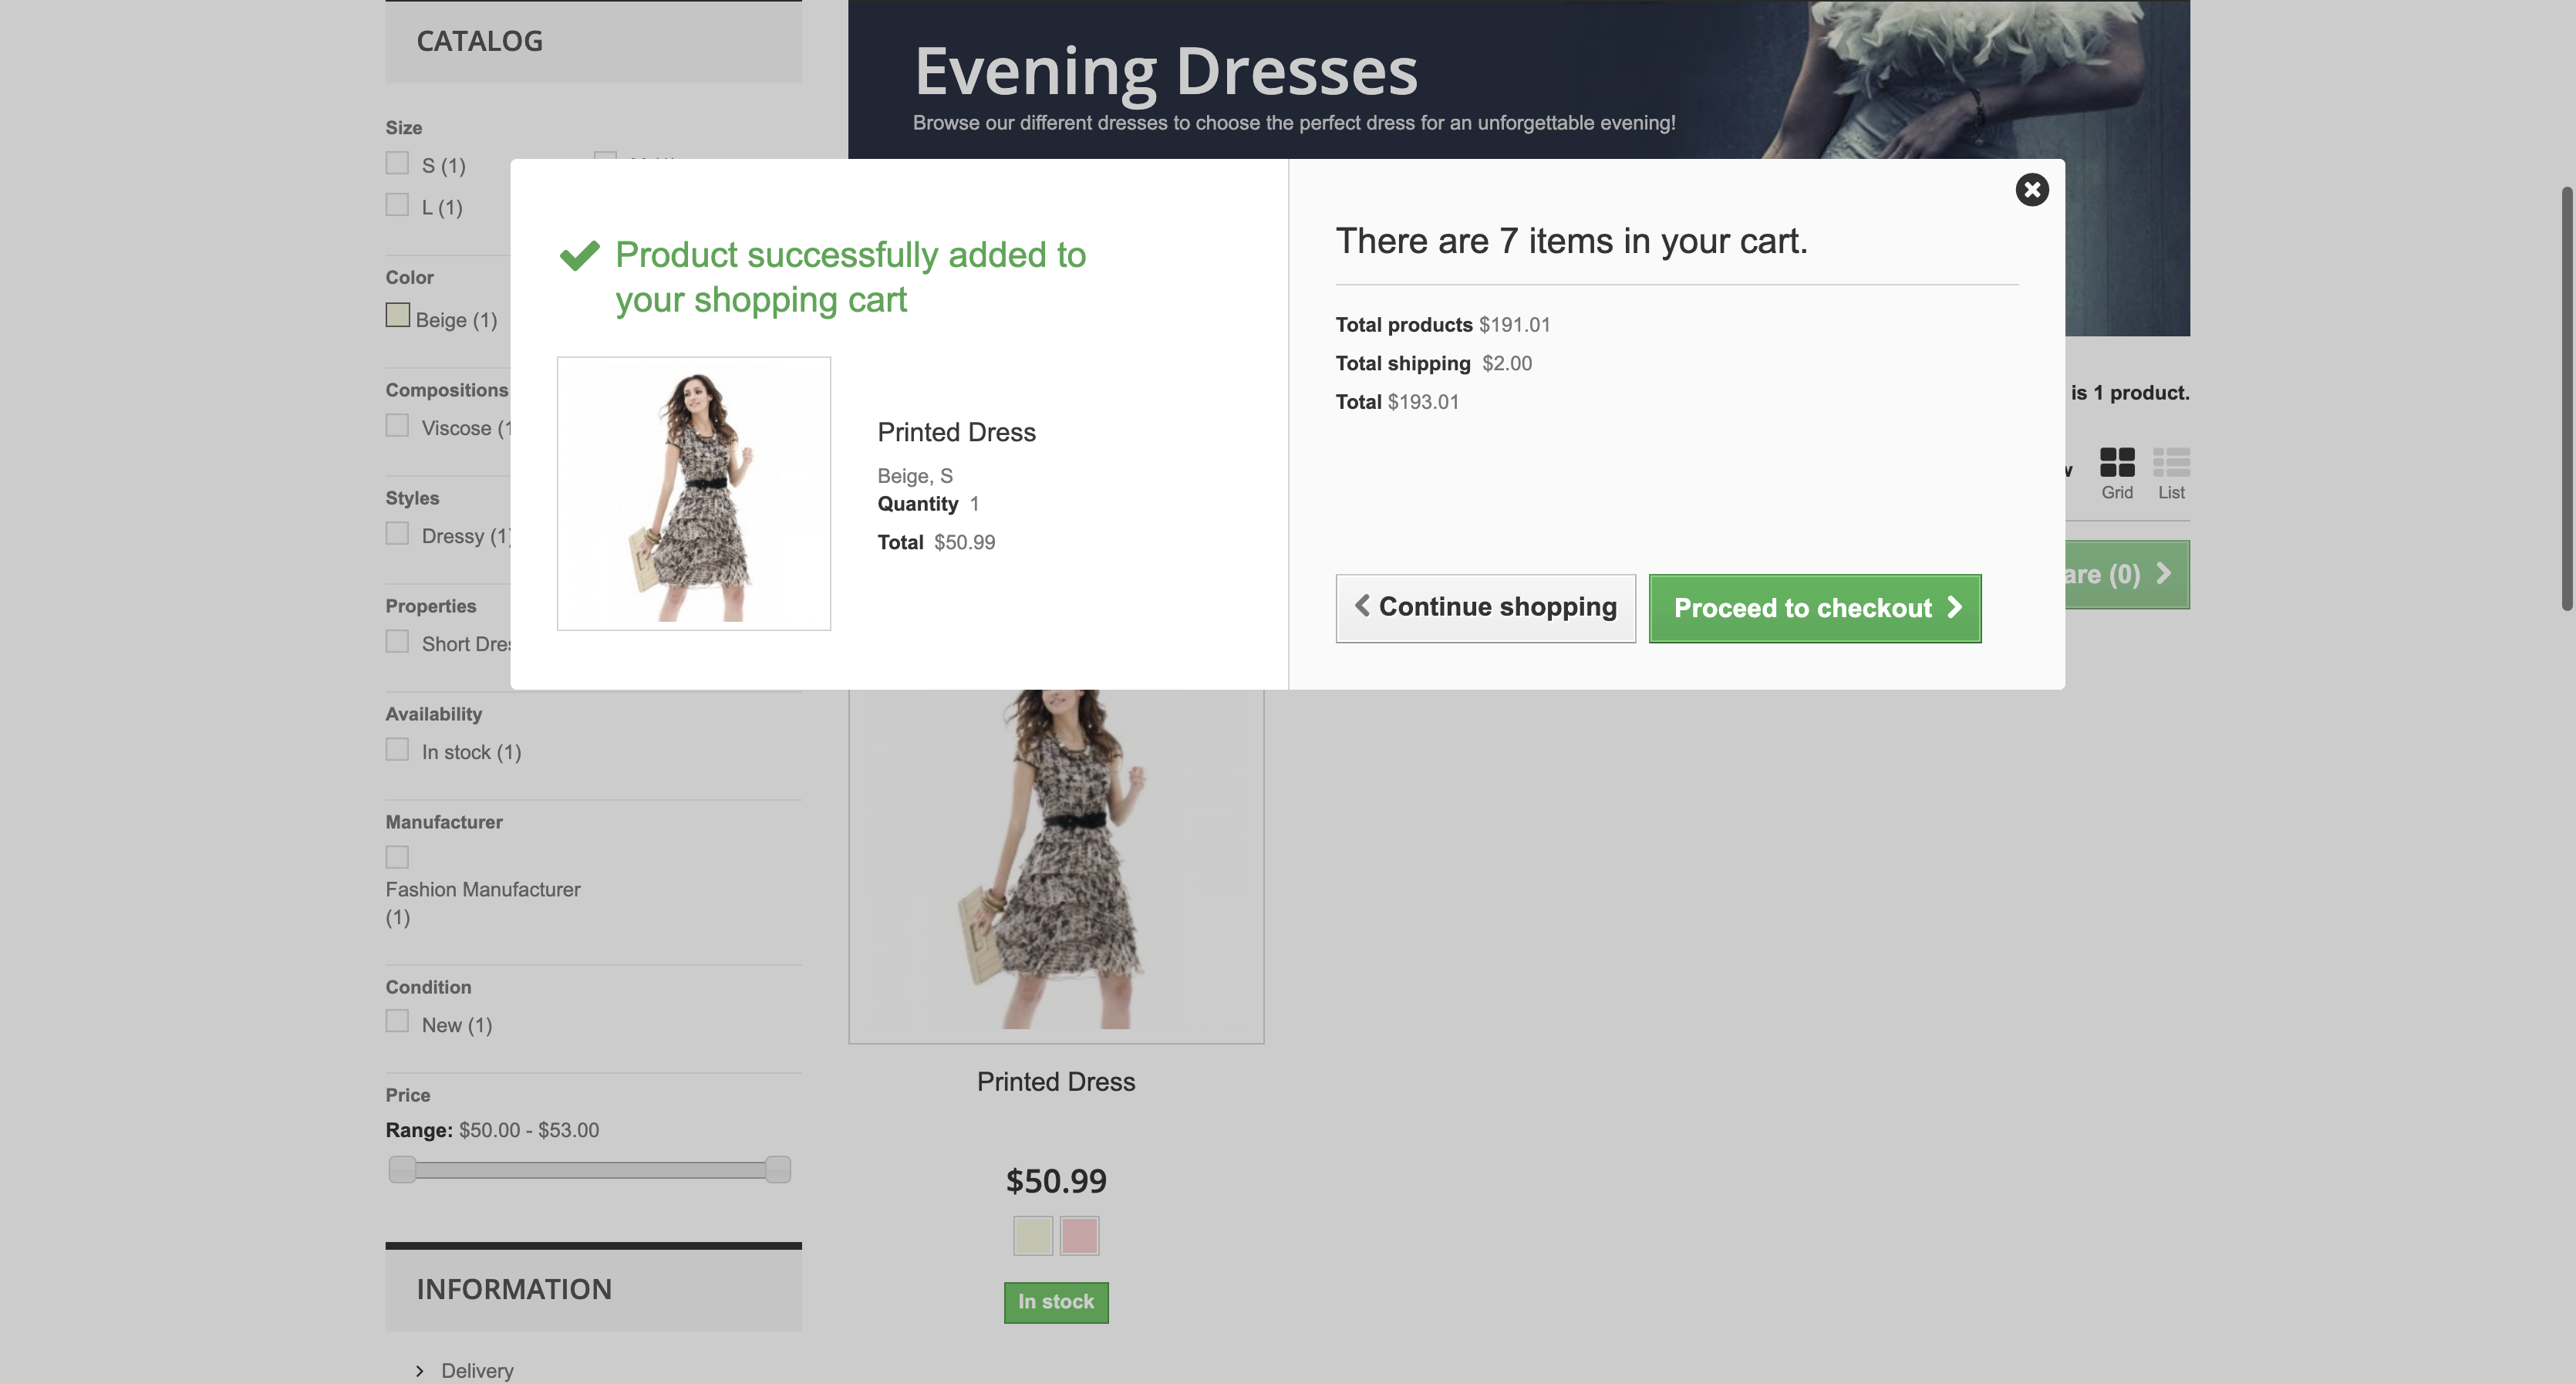 CATALOG
Size
S (1)
L (1)
Color
Beige (1)
Compositions
Viscose (1
Styles
Dressy (1)
Properties
Short Dres
Availability
In stock (1)
Manufacturer
Fashion Manufacturer
(1)
Condition
New (1)
Price
Range: $50.00 - $53.00
INFORMATION
Delivery
Evening Dresses
Browse our different dresses to choose the perfect dress for an unforgettable evening!
is 1 product.
Grid List
are (0)
Product successfully added to
your shopping cart
Printed Dress
Beige, S
Quantity 1
Total $50.99
There are 7 items in your cart.
Total products $191.01
Total shipping $2.00
Total $193.01
Continue shopping
Proceed to checkout
Printed Dress
$50.99
In stock